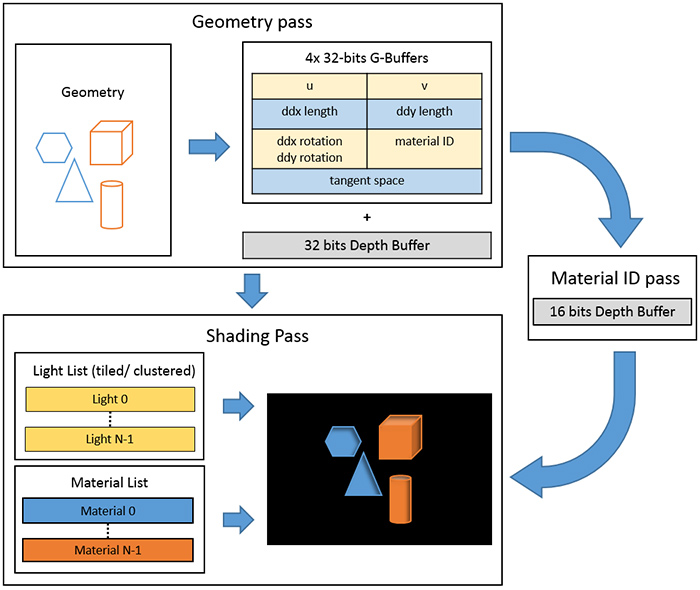 Geometry pass
Geometry
4x 32-bits G-Buffers
u
v
ddx length
ddy length
ddx rotation
ddy rotation
material ID
tangent space
+
32 bits Depth Buffer
Material ID pass
16 bits Depth Buffer
Shading Pass
Light List (tiled/ clustered)
Light 0
Light N-1
Material List
Material 0
Material N-1